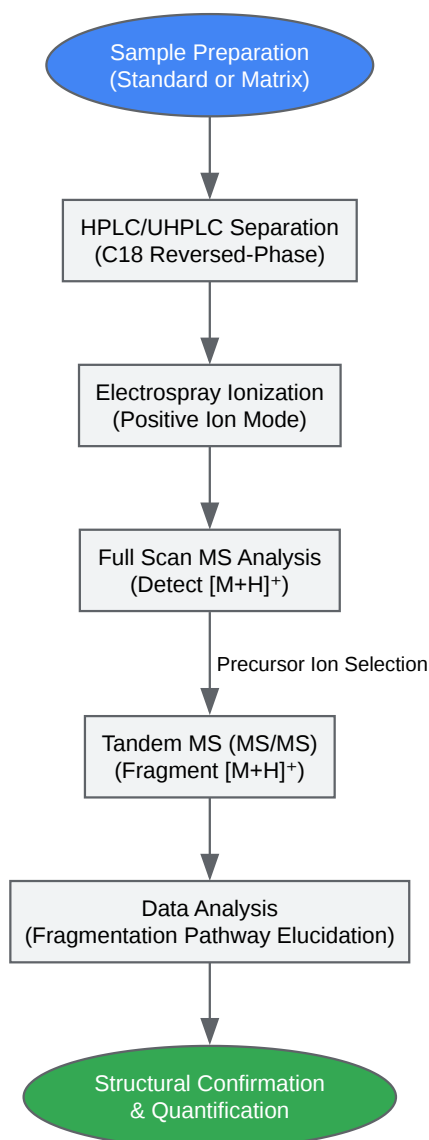 Sample Preparation
(Standard or Matrix)
HPLC/UHPLC Separation
(C18 Reversed-Phase)
Electrospray Ionization
(Positive Ion Mode)
Full Scan MS Analysis
(Detect [M+H]⁺)
Precursor Ion Selection
Tandem MS (MS/MS)
(Fragment [M+H]⁺)
Data Analysis
(Fragmentation Pathway Elucidation)
Structural Confirmation
& Quantification